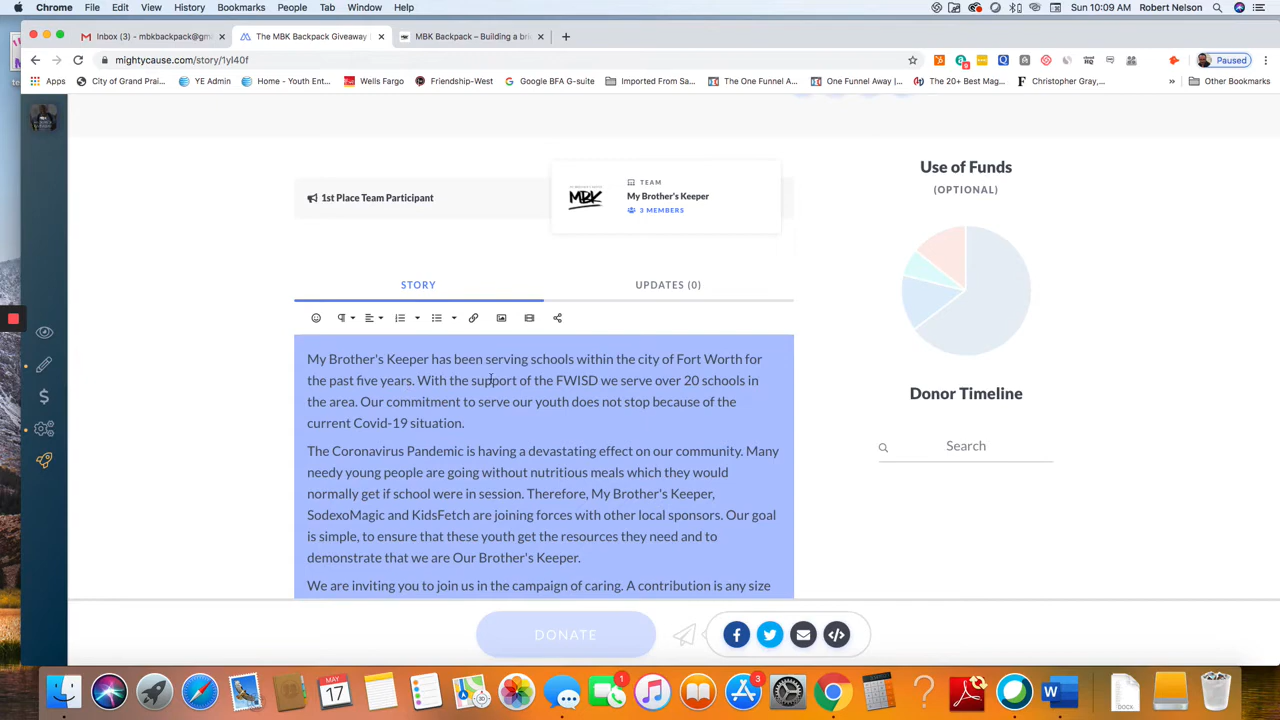 Chrome File Edit View History Bookmarks People Tab Window Help Sun 10:09 AM Robert Nelson
Inbox (3) - mbkbackpack@gm The MBK Backpack Giveaway MBK Backpack – Building a bri
mightycause.com/story/1yl40f Paused
Apps City of Grand Prai... YE Admin Home - Youth Ent... Wells Fargo Friendship-West Google BFA G-suite Imported From Sa... The One Funnel A... One Funnel Away |... The 20+ Best Mag... Christopher Gray,... Other Bookmarks
Use of Funds
(OPTIONAL)
TEAM
1st Place Team Participant
My Brother's Keeper
MBK
3 MEMBERS
STORY UPDATES (0)
My Brother's Keeper has been serving schools within the city of Fort Worth for
the past five years. With the support of the FWISD we serve over 20 schools in
the area. Our commitment to serve our youth does not stop because of the
current Covid-19 situation.
Donor Timeline
Search
The Coronavirus Pandemic is having a devastating effect on our community. Many
needy young people are going without nutritious meals which they would
normally get if school were in session. Therefore, My Brother's Keeper,
SodexoMagic and KidsFetch are joining forces with other local sponsors. Our goal
is simple, to ensure that these youth get the resources they need and to
demonstrate that we are Our Brother's Keeper.
We are inviting you to join us in the campaign of caring. A contribution is any size
DONATE
MAY
17
1
3
DOCX